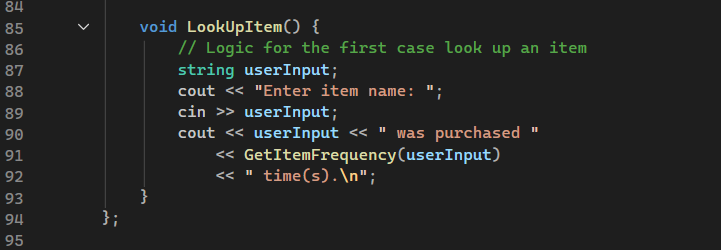 84
85 void LookUpItem() {
86 // Logic for the first case look up an item
87 string userInput;
88 cout << "Enter item name: ";
89 cin >> userInput;
90 cout << userInput << " was purchased "
91 << GetItemFrequency(userInput)
92 << " time(s).\n";
93 }
94 };
95